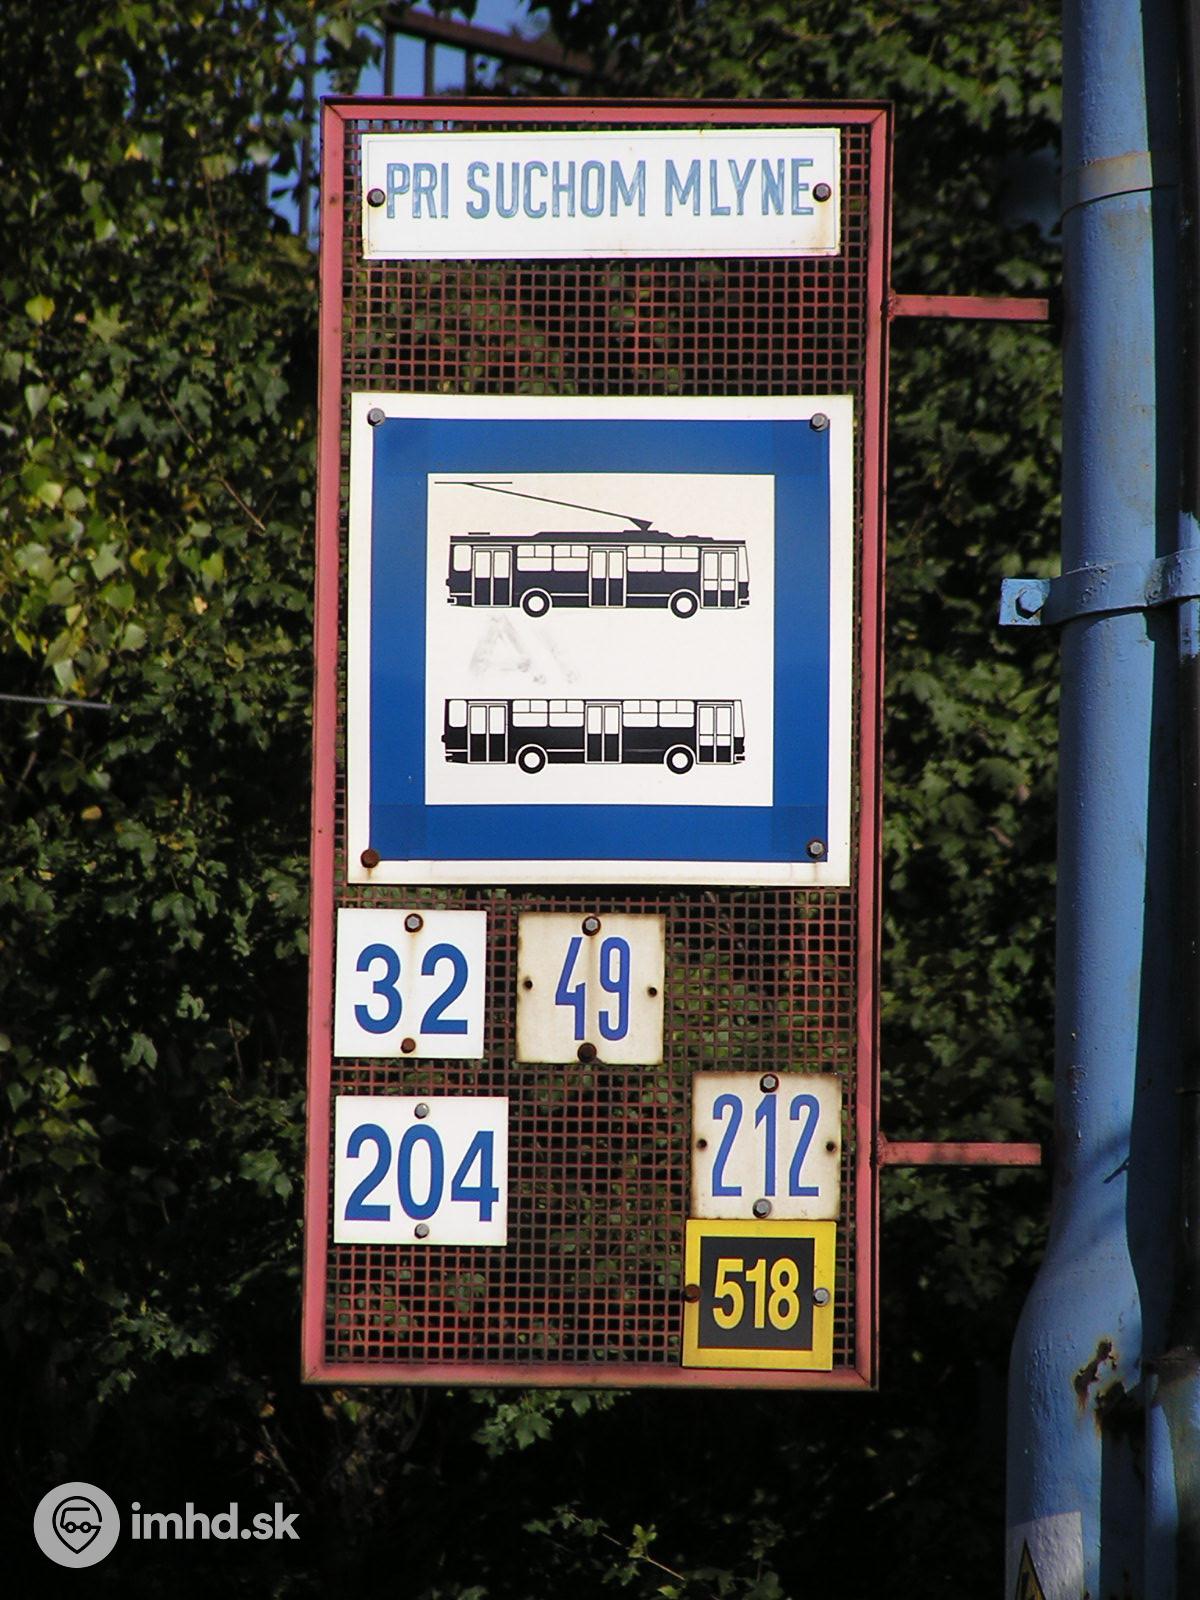 PRI SUCHOM MLYNE
32 49
204 212
518
imhd.sk